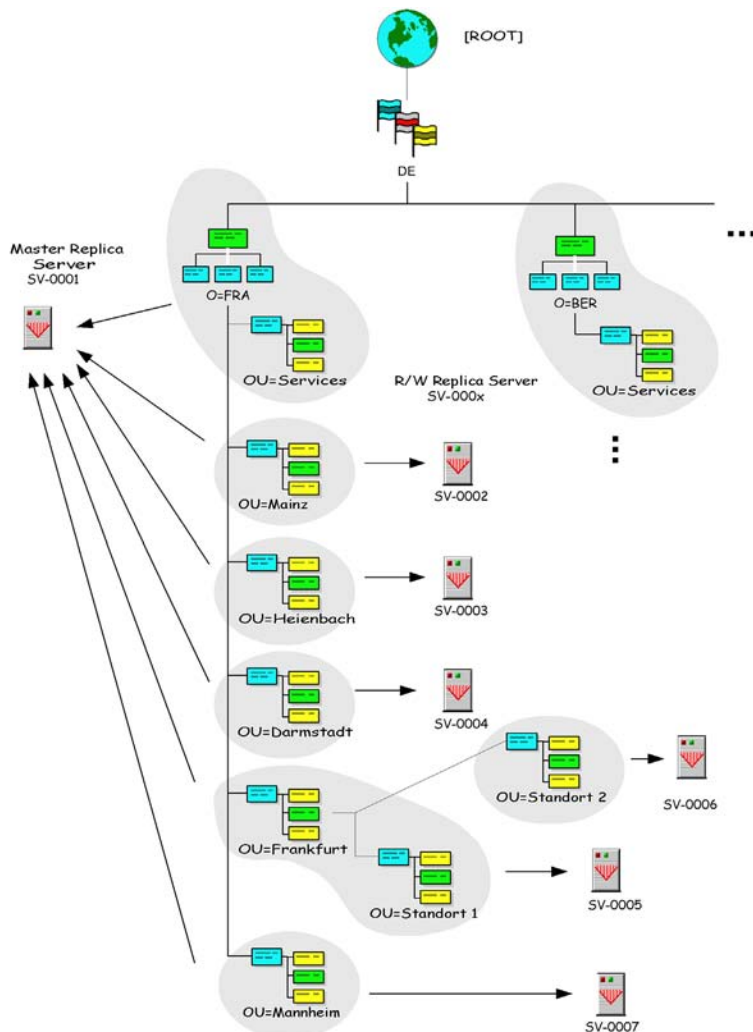 [ROOT]
DE
Master Replica
Server
SV-0001
O=FRA
O=BER
OU=Services
OU=Services
R/W Replica Server
SV-000x
OU=Mainz
SV-0002
OU=Heienbach
SV-0003
OU=Darmstadt
SV-0004
OU=Standort 2
SV-0006
OU=Frankfurt
OU=Standort 1
SV-0005
OU=Mannheim
SV-0007